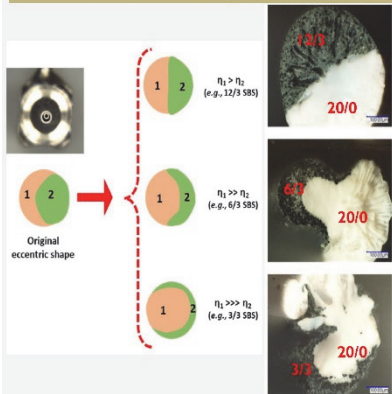 1 2
Original
eccentric shape
1 2
η₁ > η₂
(e.g., 12/3 SBS)
1 2
η₁ >> η₂
(e.g., 6/3 SBS)
1 2
η₁ >>> η₂
(e.g., 3/3 SBS)
12/3
20/0
6/3
20/0
20/0
3/3